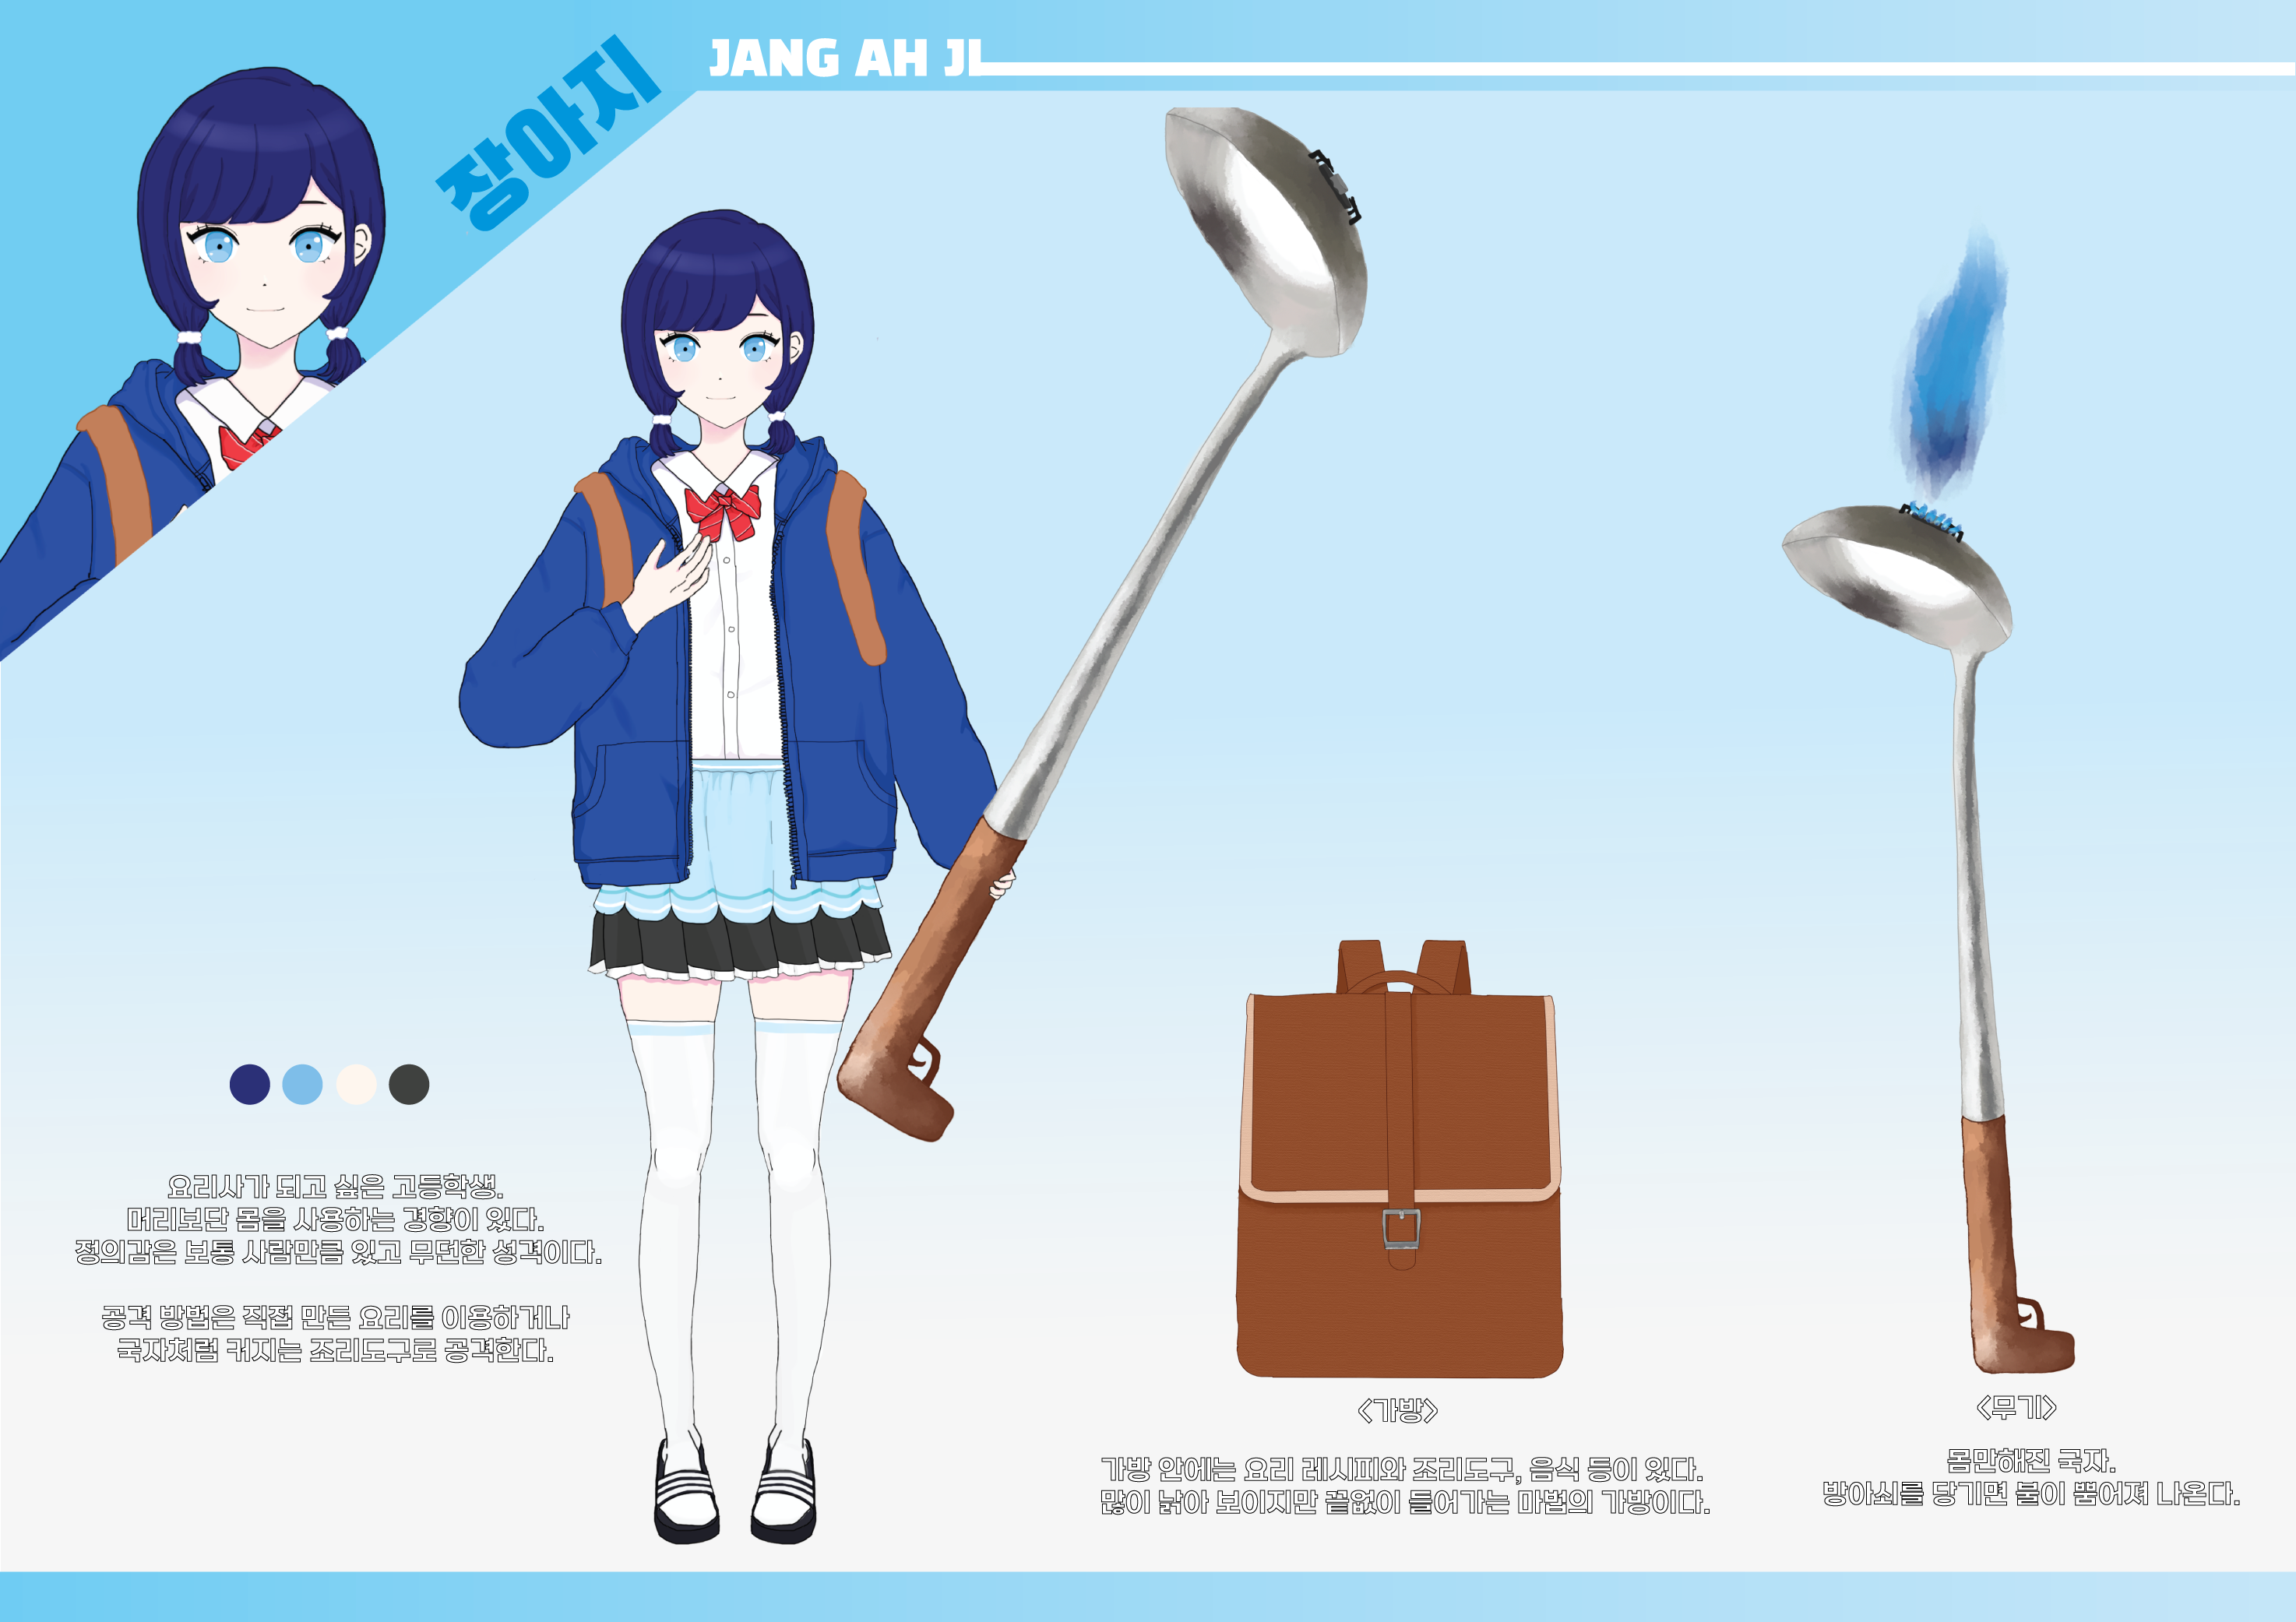 JANG AH JI
장아지
요리사가 되고 싶은 고등학생.
머리보단 몸을 사용하는 경향이 있다.
정의감은 보통 사람만큼 있고 무던한 성격이다.
공격 방법은 직접 만든 요리를 이용하거나
국자처럼 커지는 조리도구로 공격한다.
<가방>
가방 안에는 요리 레시피와 조리도구, 음식 등이 있다.
많이 낡아 보이지만 끝없이 들어가는 마법의 가방이다.
<무기>
몸만해진 국자.
방아쇠를 당기면 불이 뿜어져 나온다.